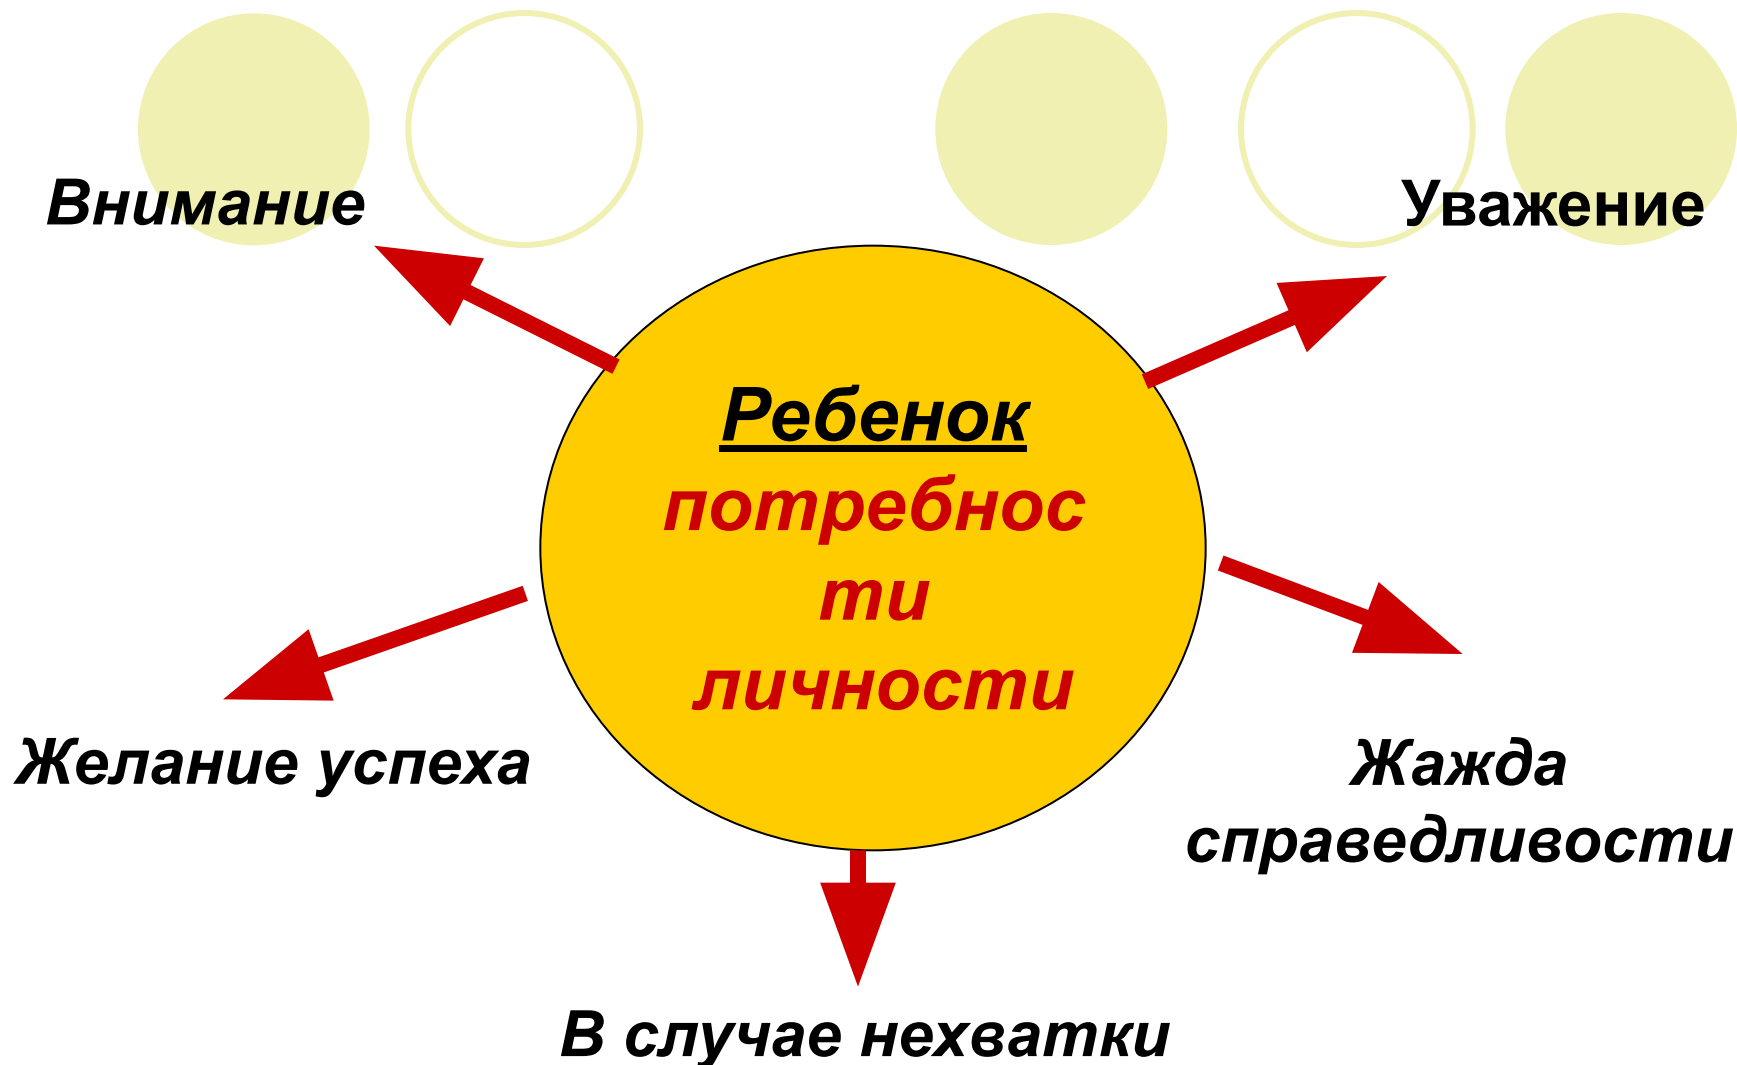 Внимание
Уважение
Ребенок
потребнос
ти
личности
Желание успеха
Жажда
справедливости
В случае нехватки